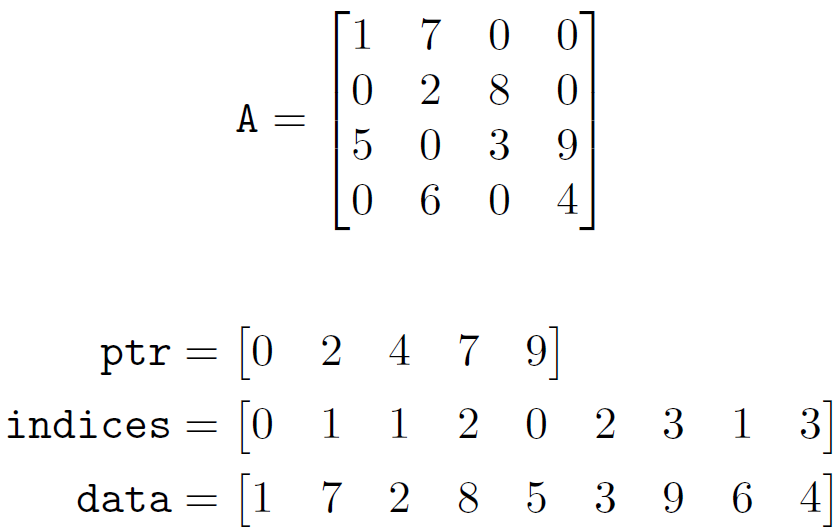 1 7 0 0
0 2 8 0
A =
5 0 3 9
0 6 0 4
ptr = [0 2 4 7 9]
indices = [0 1 1 2 0 2 3 1 3]
data = [1 7 2 8 5 3 9 6 4]